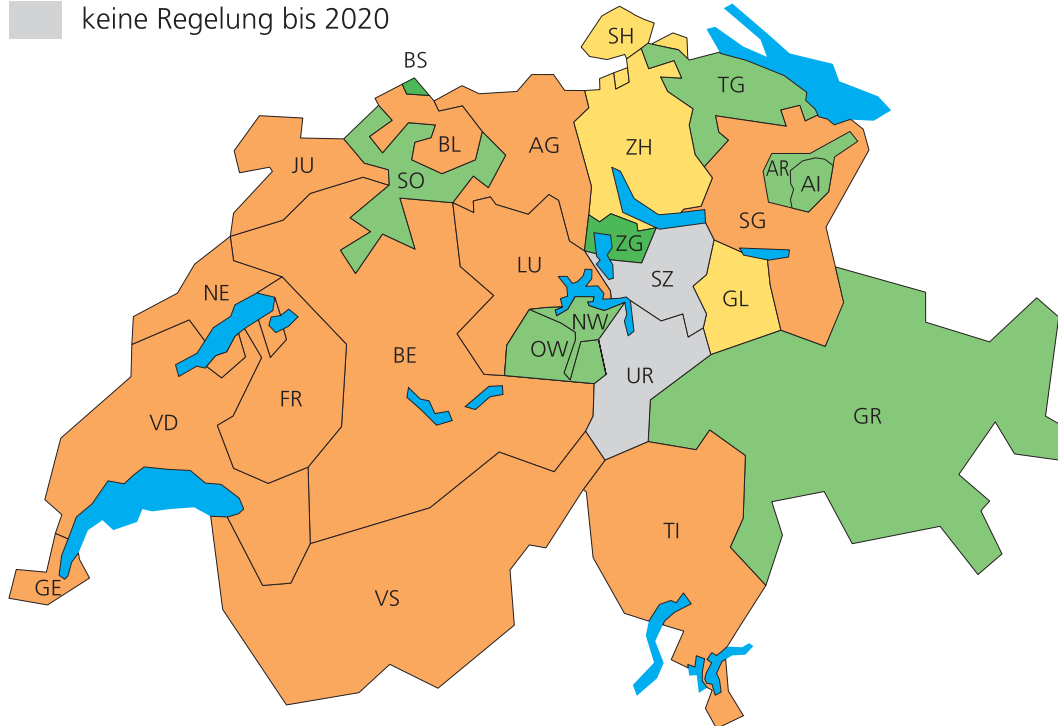 keine Regelung bis 2020
SH
BS
TG
BL
AG
ZH
JU
SO
AR
AI
SG
ZG
LU
SZ
NE
GL
NW
OW
BE
UR
FR
GR
VD
TI
GE
VS